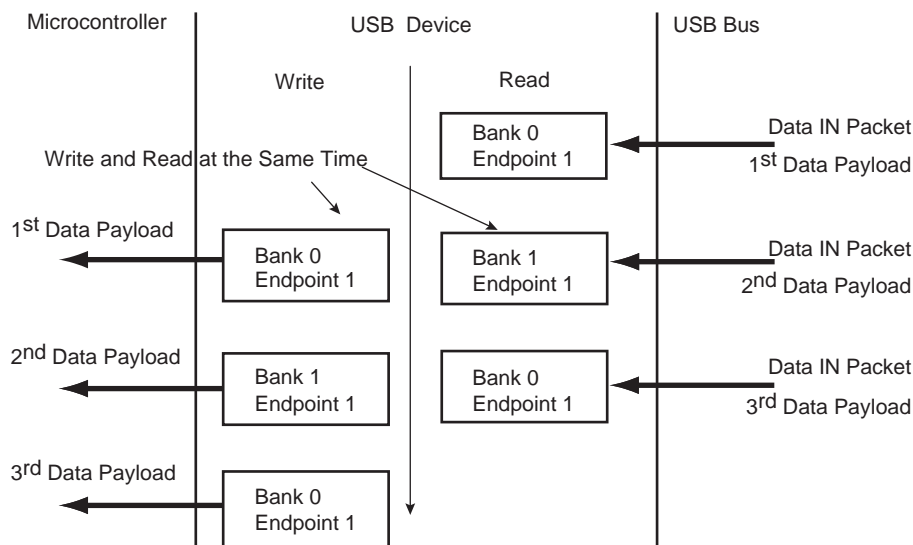 Microcontroller
USB Device
USB Bus
Write
Read
Bank 0
Endpoint 1
Data IN Packet
1st Data Payload
Write and Read at the Same Time
1st Data Payload
Bank 0
Endpoint 1
Bank 1
Endpoint 1
Data IN Packet
2nd Data Payload
2nd Data Payload
Bank 1
Endpoint 1
Bank 0
Endpoint 1
Data IN Packet
3rd Data Payload
3rd Data Payload
Bank 0
Endpoint 1